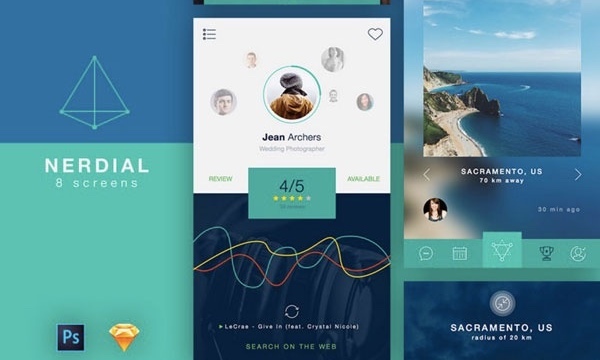 NERDIAL
8 screens
Ps
Jean Archers
Wedding Photographer
REVIEW
4/5
AVAILABLE
LeCrae - Give In (feat. Crystal Nicole)
SEARCH ON THE WEB
SACRAMENTO, US
70 km away
30 min ago
SACRAMENTO, US
radius of 20 km